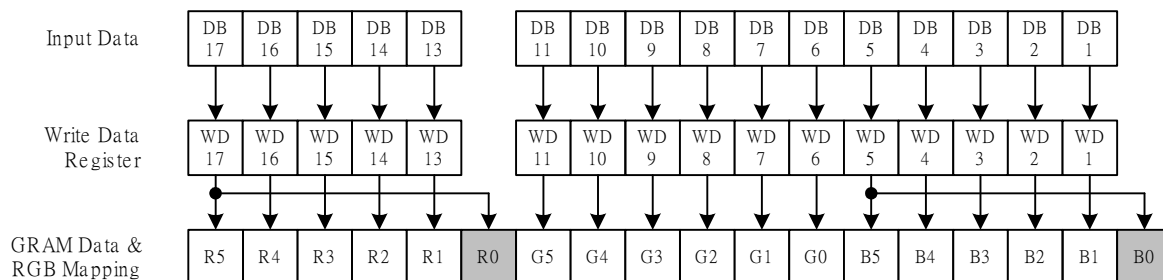 Input Data
DB DB DB DB DB DB DB DB DB DB DB DB DB DB DB DB
17 16 15 14 13 11 10 9 8 7 6 5 4 3 2 1
Write Data
Register
WD WD WD WD WD WD WD WD WD WD WD WD WD WD WD WD
17 16 15 14 13 11 10 9 8 7 6 5 4 3 2 1
GRAM Data &
RGB Mapping
R5 R4 R3 R2 R1 R0 G5 G4 G3 G2 G1 G0 B5 B4 B3 B2 B1 B0